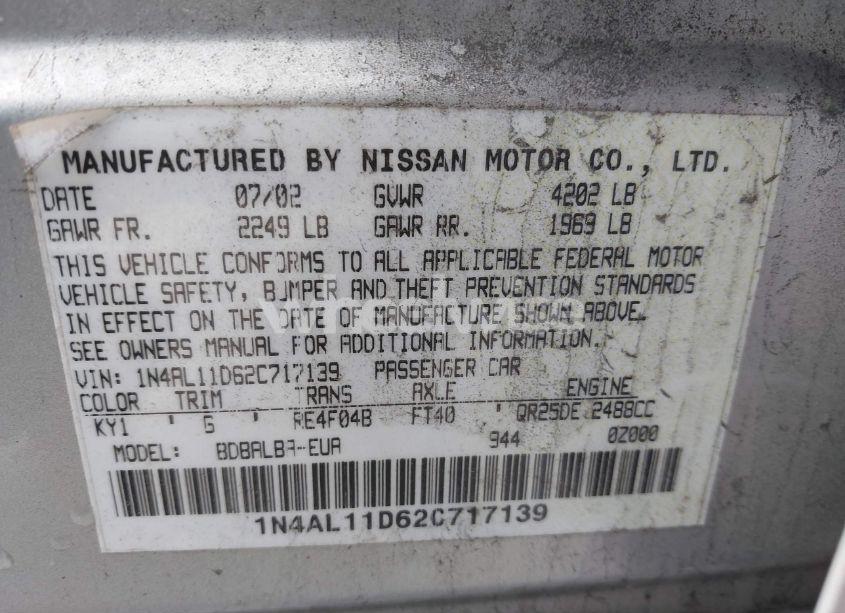 MANUFACTURED BY NISSAN MOTOR CO., LTD.
DATE 07/02 GVWR 4202 LB
GAWR FR. 2249 LB GAWR RR. 1969 LB
THIS VEHICLE CONFORMS TO ALL APPLICABLE FEDERAL MOTOR
VEHICLE SAFETY, BUMPER AND THEFT PREVENTION STANDARDS
IN EFFECT ON THE DATE OF MANUFACTURE SHOWN ABOVE.
SEE OWNERS MANUAL FOR ADDITIONAL INFORMATION.
VIN: 1N4AL11D62C717139 PASSENGER CAR
COLOR TRIM TRANS AXLE ENGINE
KY1 ' G ' RE4F04B FT40 ' QR25DE 2488CC
MODEL: 944 0Z000
1N4AL11D62C717139